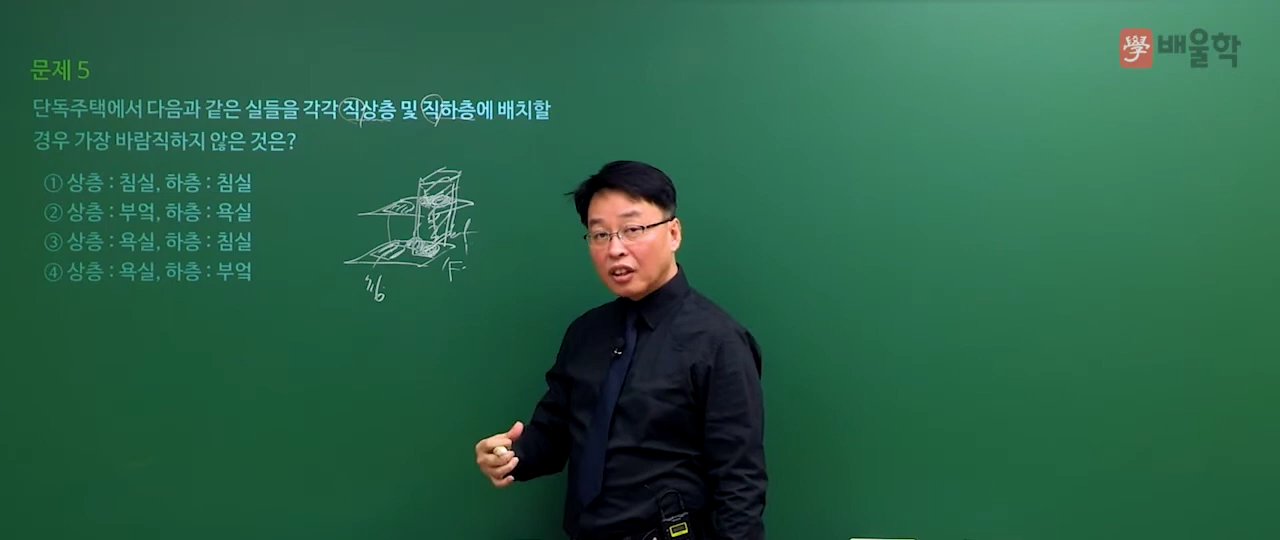 學 배울학
문제 5
단독주택에서 다음과 같은 실들을 각각 직상층 및 직하층에 배치할
경우 가장 바람직하지 않은 것은?
① 상층 : 침실, 하층 : 침실
② 상층 : 부엌, 하층 : 욕실
③ 상층 : 욕실, 하층 : 침실
④ 상층 : 욕실, 하층 : 부엌